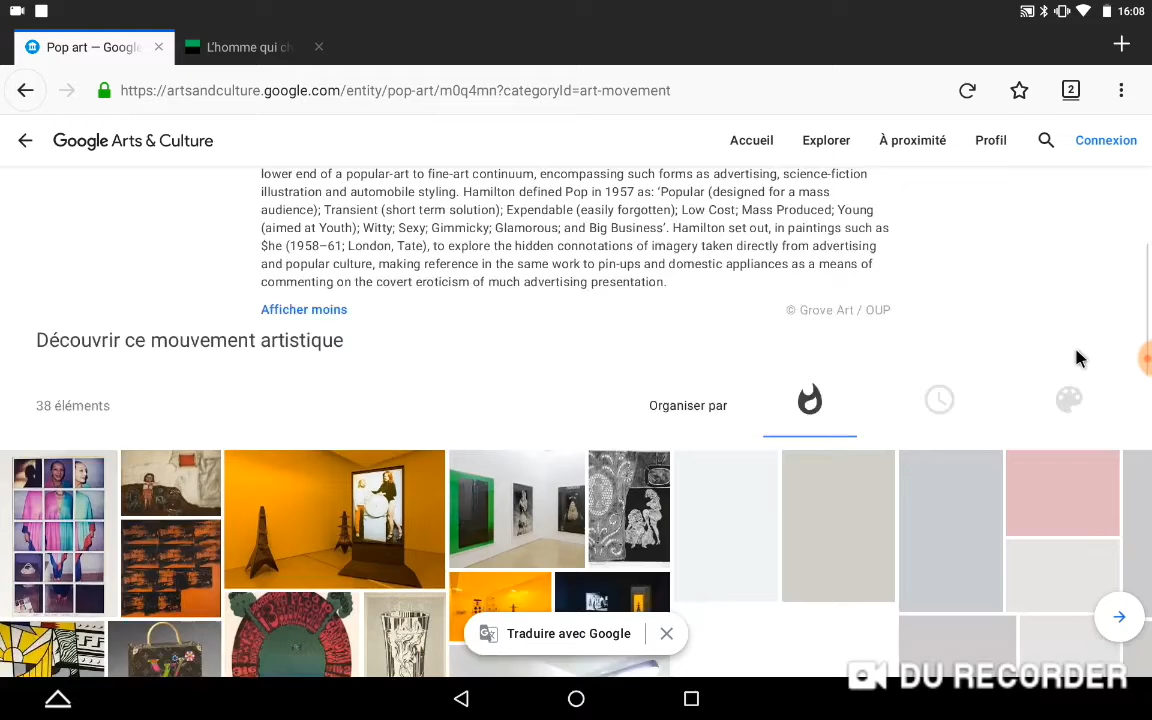 16:08
Pop art — Google
L'homme qui ch
https://artsandculture.google.com/entity/pop-art/m0q4mn?categoryId=art-movement
2
Google Arts & Culture
Accueil
Explorer
À proximité
Profil
Connexion
lower end of a popular-art to fine-art continuum, encompassing such forms as advertising, science-fiction
illustration and automobile styling. Hamilton defined Pop in 1957 as: 'Popular (designed for a mass
audience); Transient (short term solution); Expendable (easily forgotten); Low Cost; Mass Produced; Young
(aimed at Youth); Witty; Sexy; Gimmicky; Glamorous; and Big Business'. Hamilton set out, in paintings such as
$he (1958–61; London, Tate), to explore the hidden connotations of imagery taken directly from advertising
and popular culture, making reference in the same work to pin-ups and domestic appliances as a means of
commenting on the covert eroticism of much advertising presentation.
Afficher moins
© Grove Art / OUP
Découvrir ce mouvement artistique
38 éléments
Organiser par
Traduire avec Google
DU RECORDER